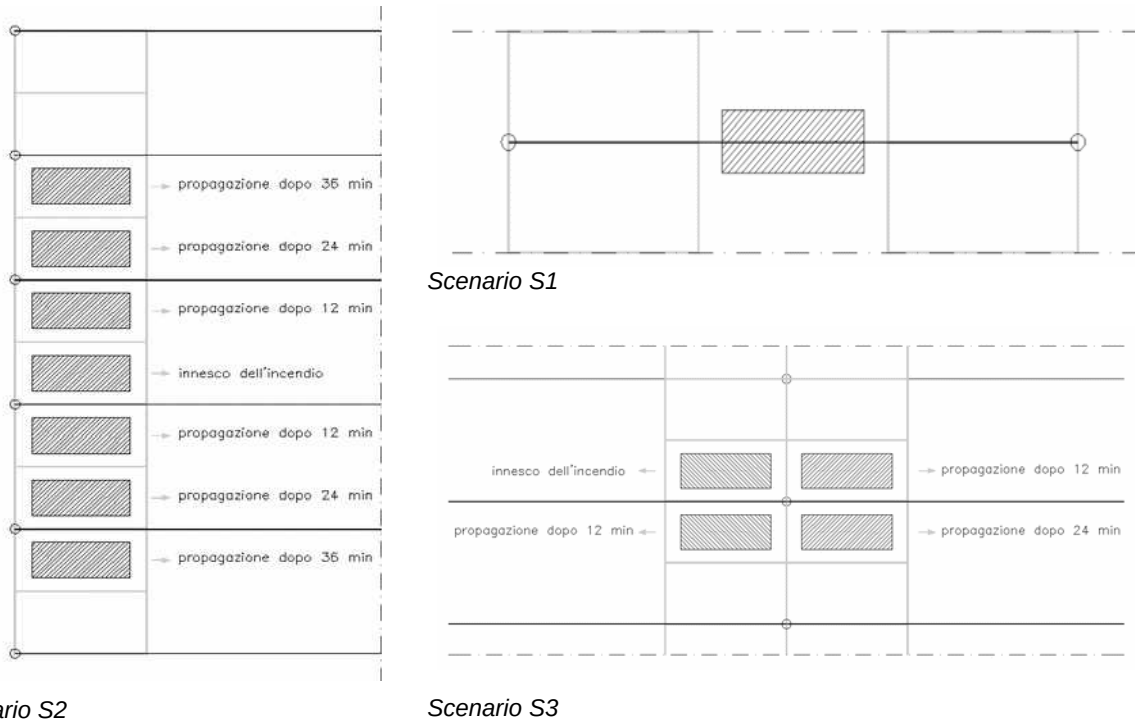 propagazione dopo 36 min
propagazione dopo 24 min
propagazione dopo 12 min
innesco dell'incendio
propagazione dopo 12 min
propagazione dopo 24 min
propagazione dopo 36 min
ario S2
Scenario S1
innesco dell'incendio
propagazione dopo 12 min
propagazione dopo 12 min
propagazione dopo 24 min
Scenario S3